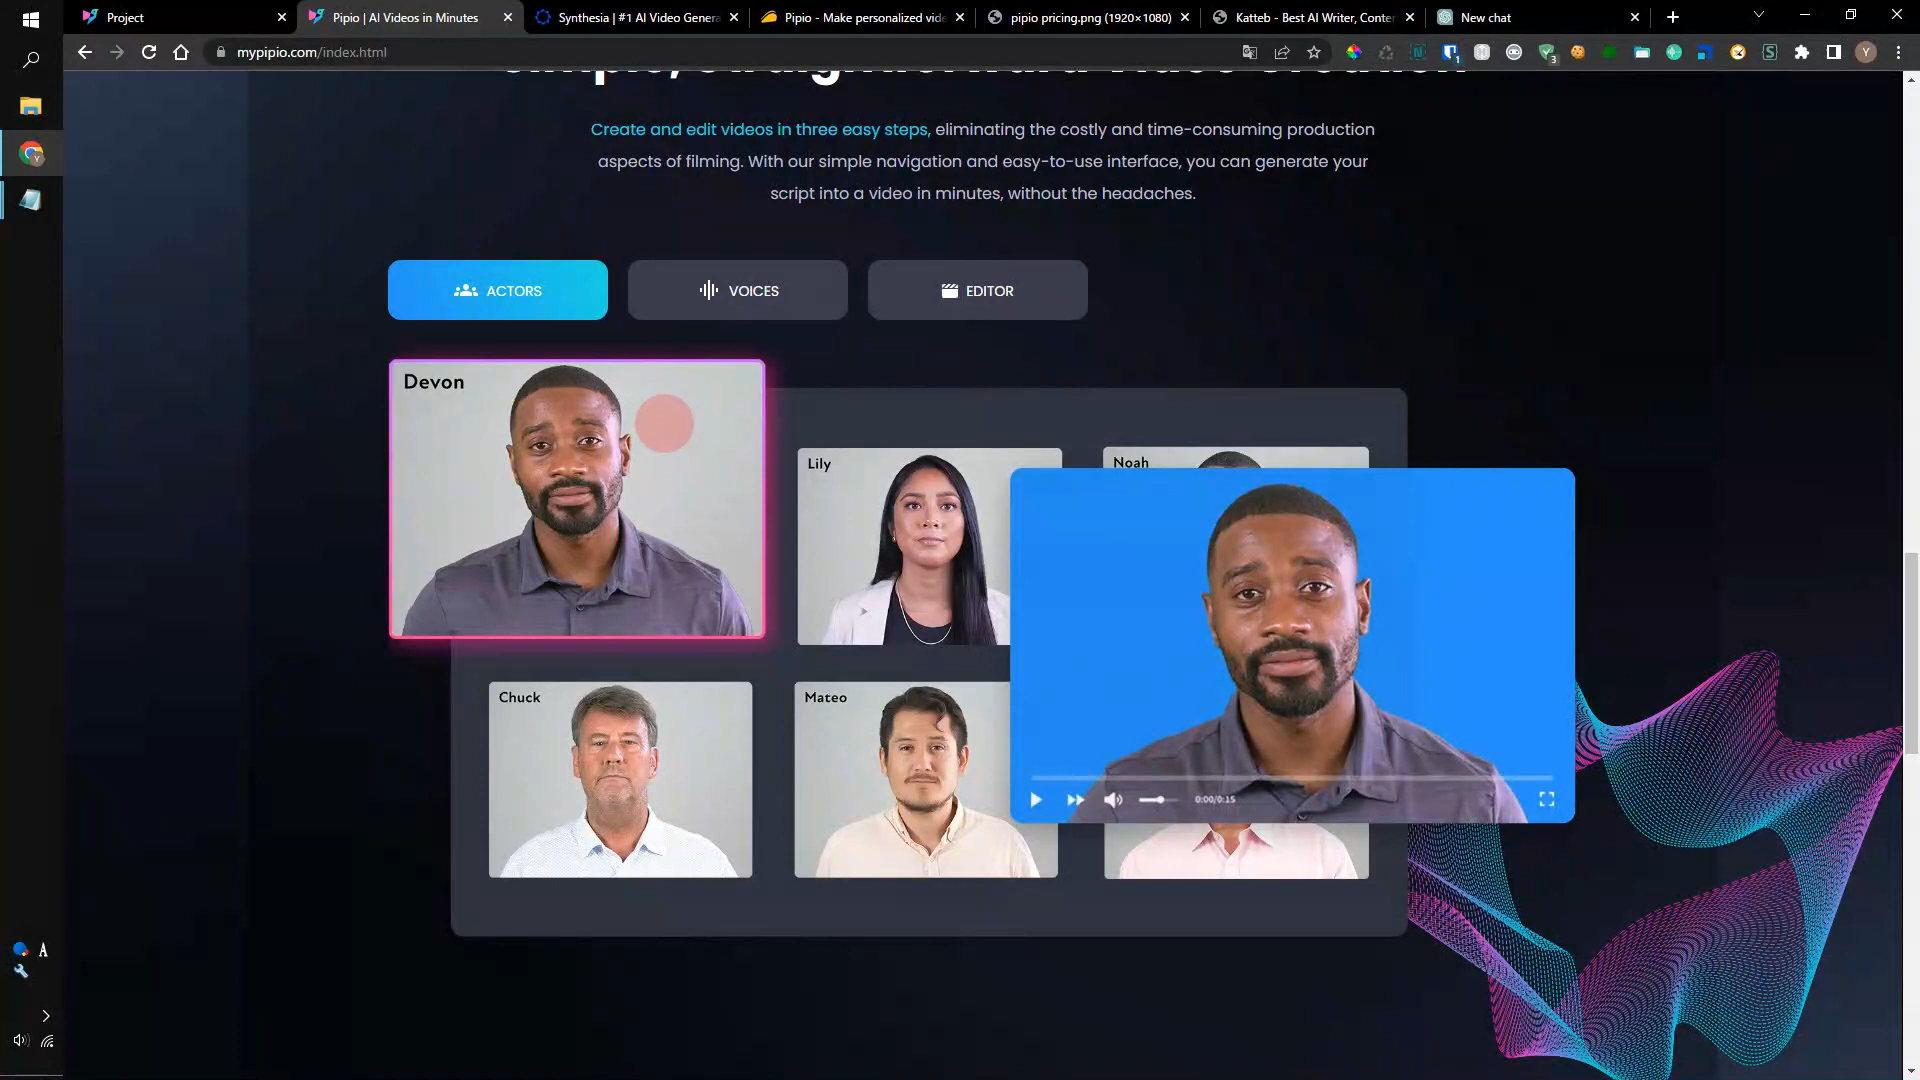 Project
Pipio | AI Videos in Minutes
Synthesia | #1 AI Video Genera
Pipio - Make personalized vide
pipio pricing.png (1920×1080)
Katteb - Best AI Writer, Conten
New chat
mypipio.com/index.html
Create and edit videos in three easy steps, eliminating the costly and time-consuming production
aspects of filming. With our simple navigation and easy-to-use interface, you can generate your
script into a video in minutes, without the headaches.
ACTORS
VOICES
EDITOR
Devon
Lily
Noah
Chuck
Mateo
0:00/0:15